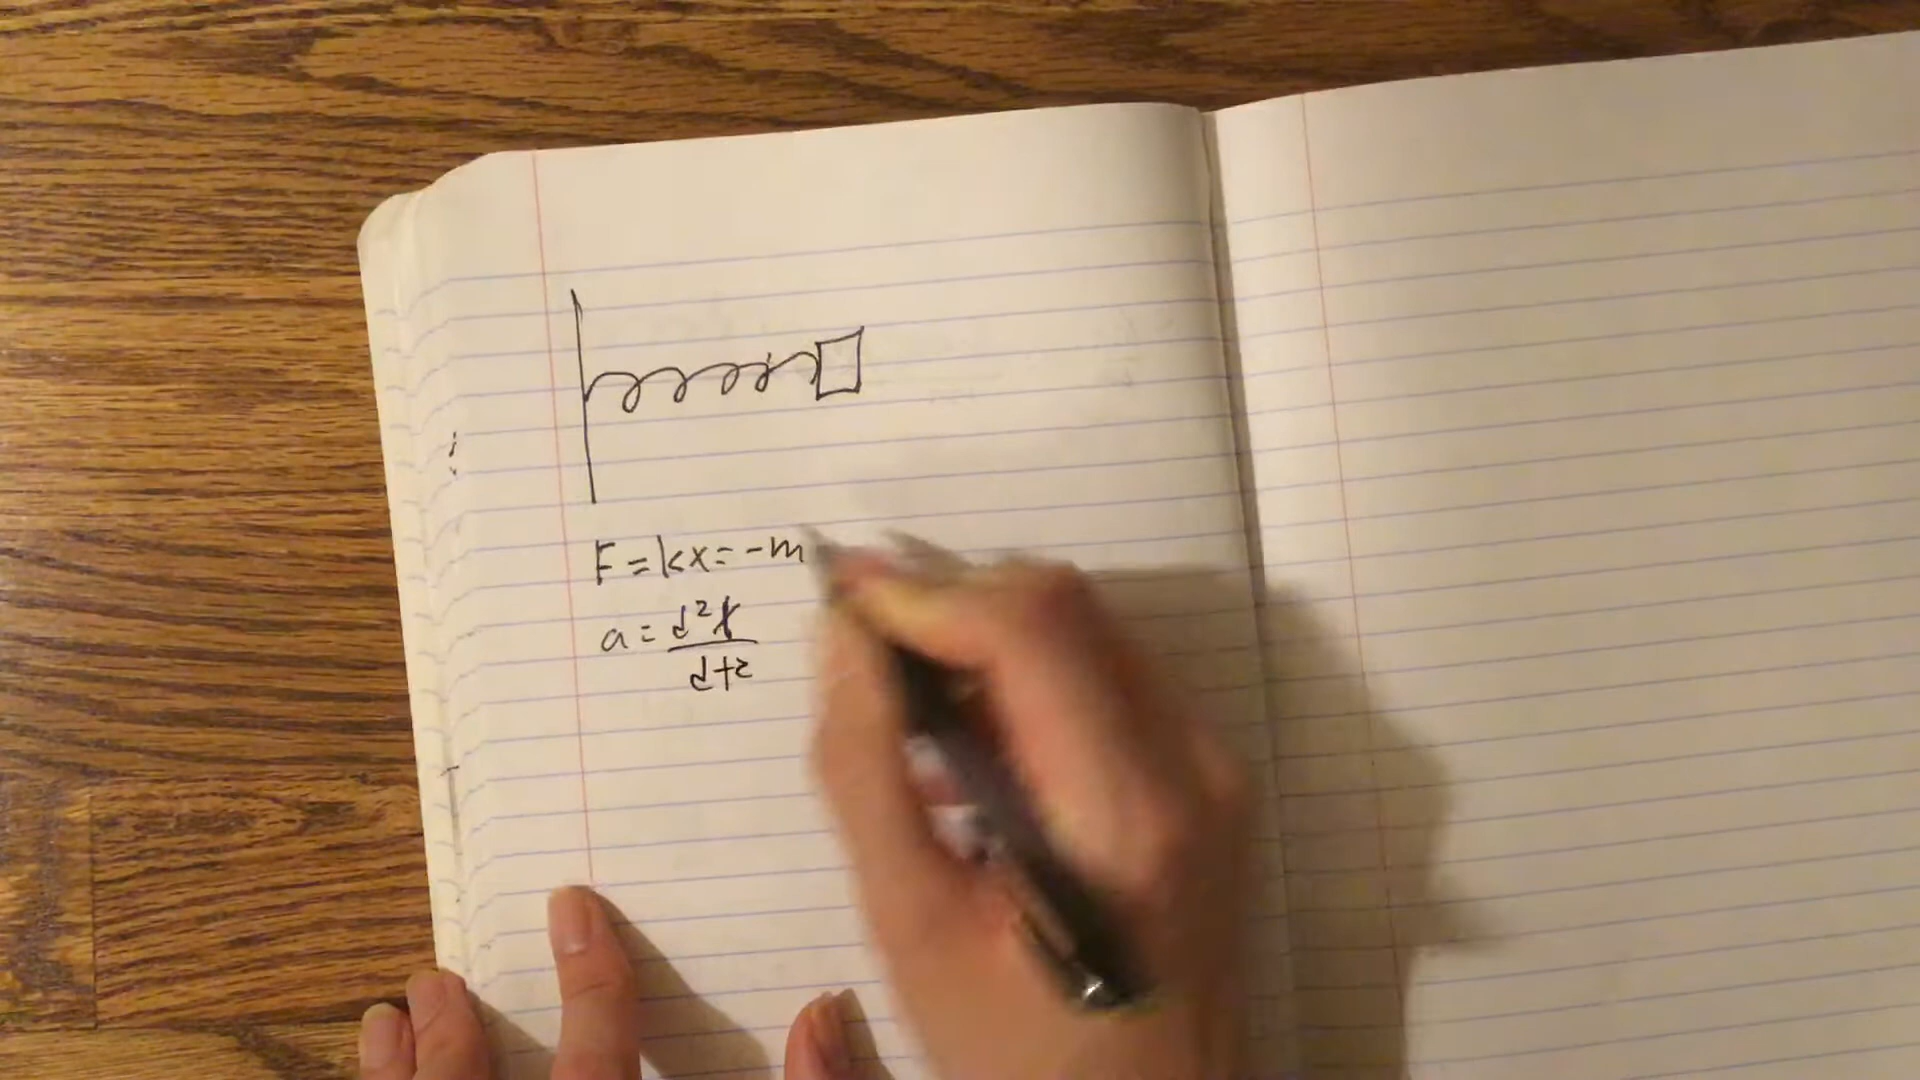 F = kx = -m
a = d²x
dt²